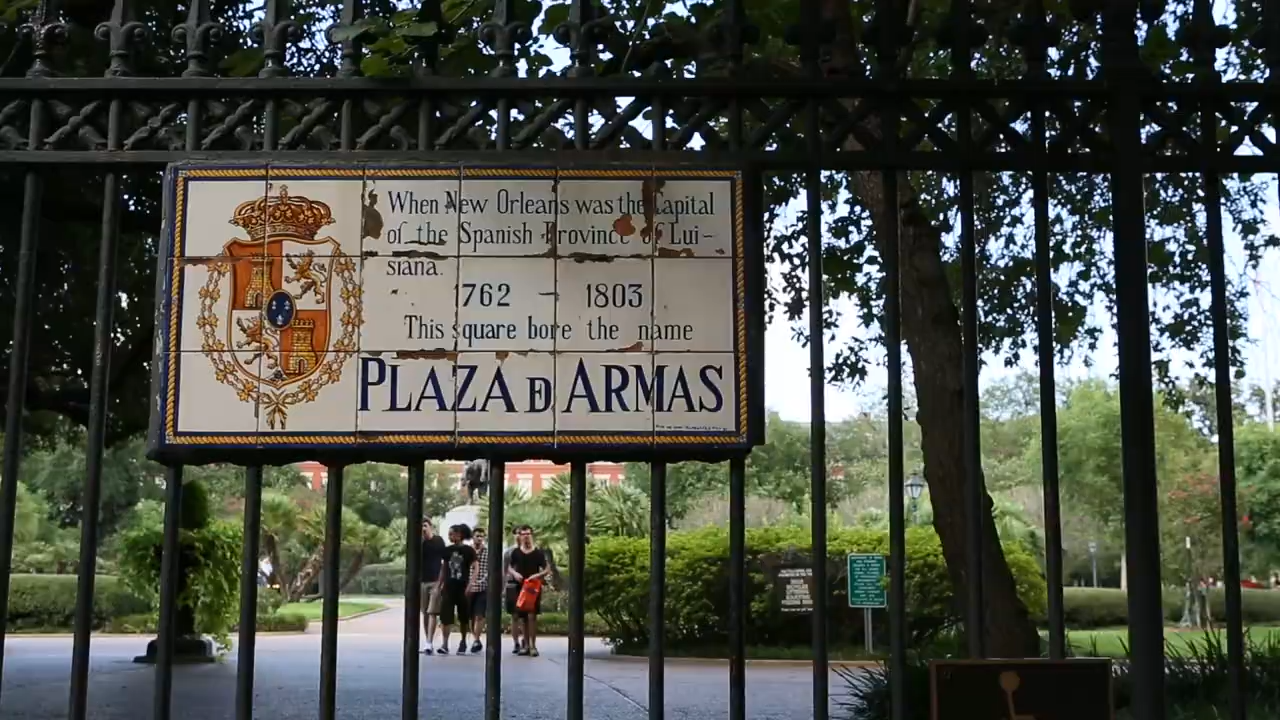 When New Orleans was the Capital
of the Spanish Province of Lui-
siana.
1762 - 1803
This square bore the name
PLAZA D ARMAS